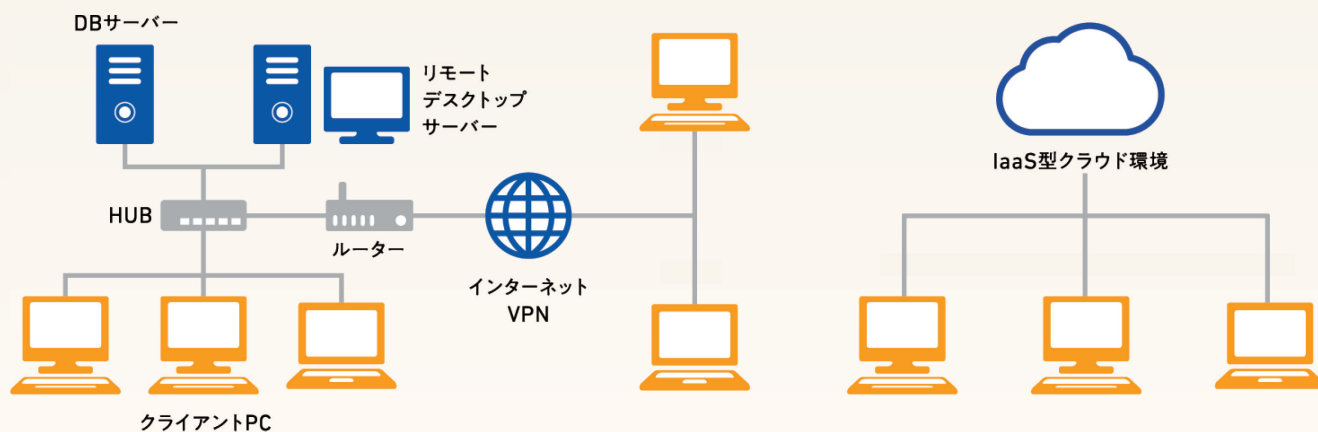 DBサーバー
リモート
デスクトップ
サーバー
IaaS型クラウド環境
HUB
ルーター
インターネット
VPN
クライアントPC